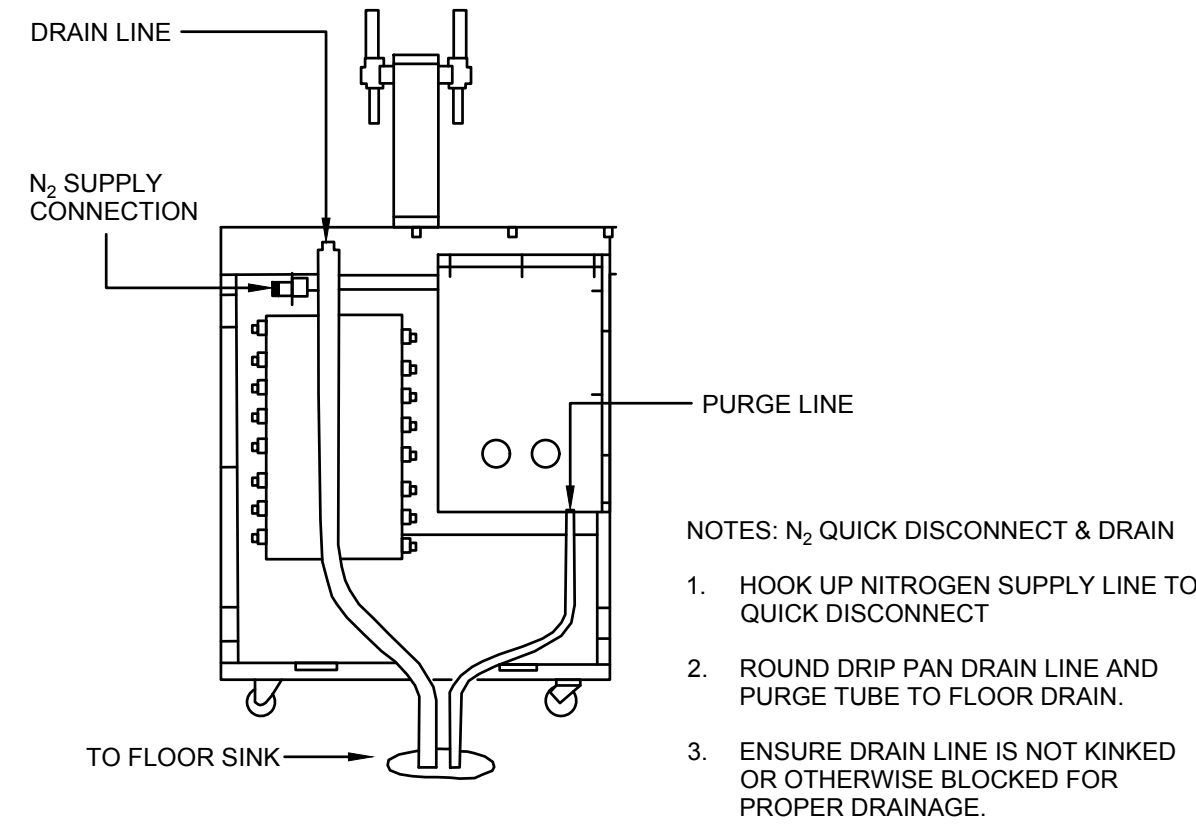 DRAIN LINE
N₂ SUPPLY
CONNECTION
PURGE LINE
TO FLOOR SINK
NOTES: N₂ QUICK DISCONNECT & DRAIN
1. HOOK UP NITROGEN SUPPLY LINE TO
QUICK DISCONNECT
2. ROUND DRIP PAN DRAIN LINE AND
PURGE TUBE TO FLOOR DRAIN.
3. ENSURE DRAIN LINE IS NOT KINKED
OR OTHERWISE BLOCKED FOR
PROPER DRAINAGE.